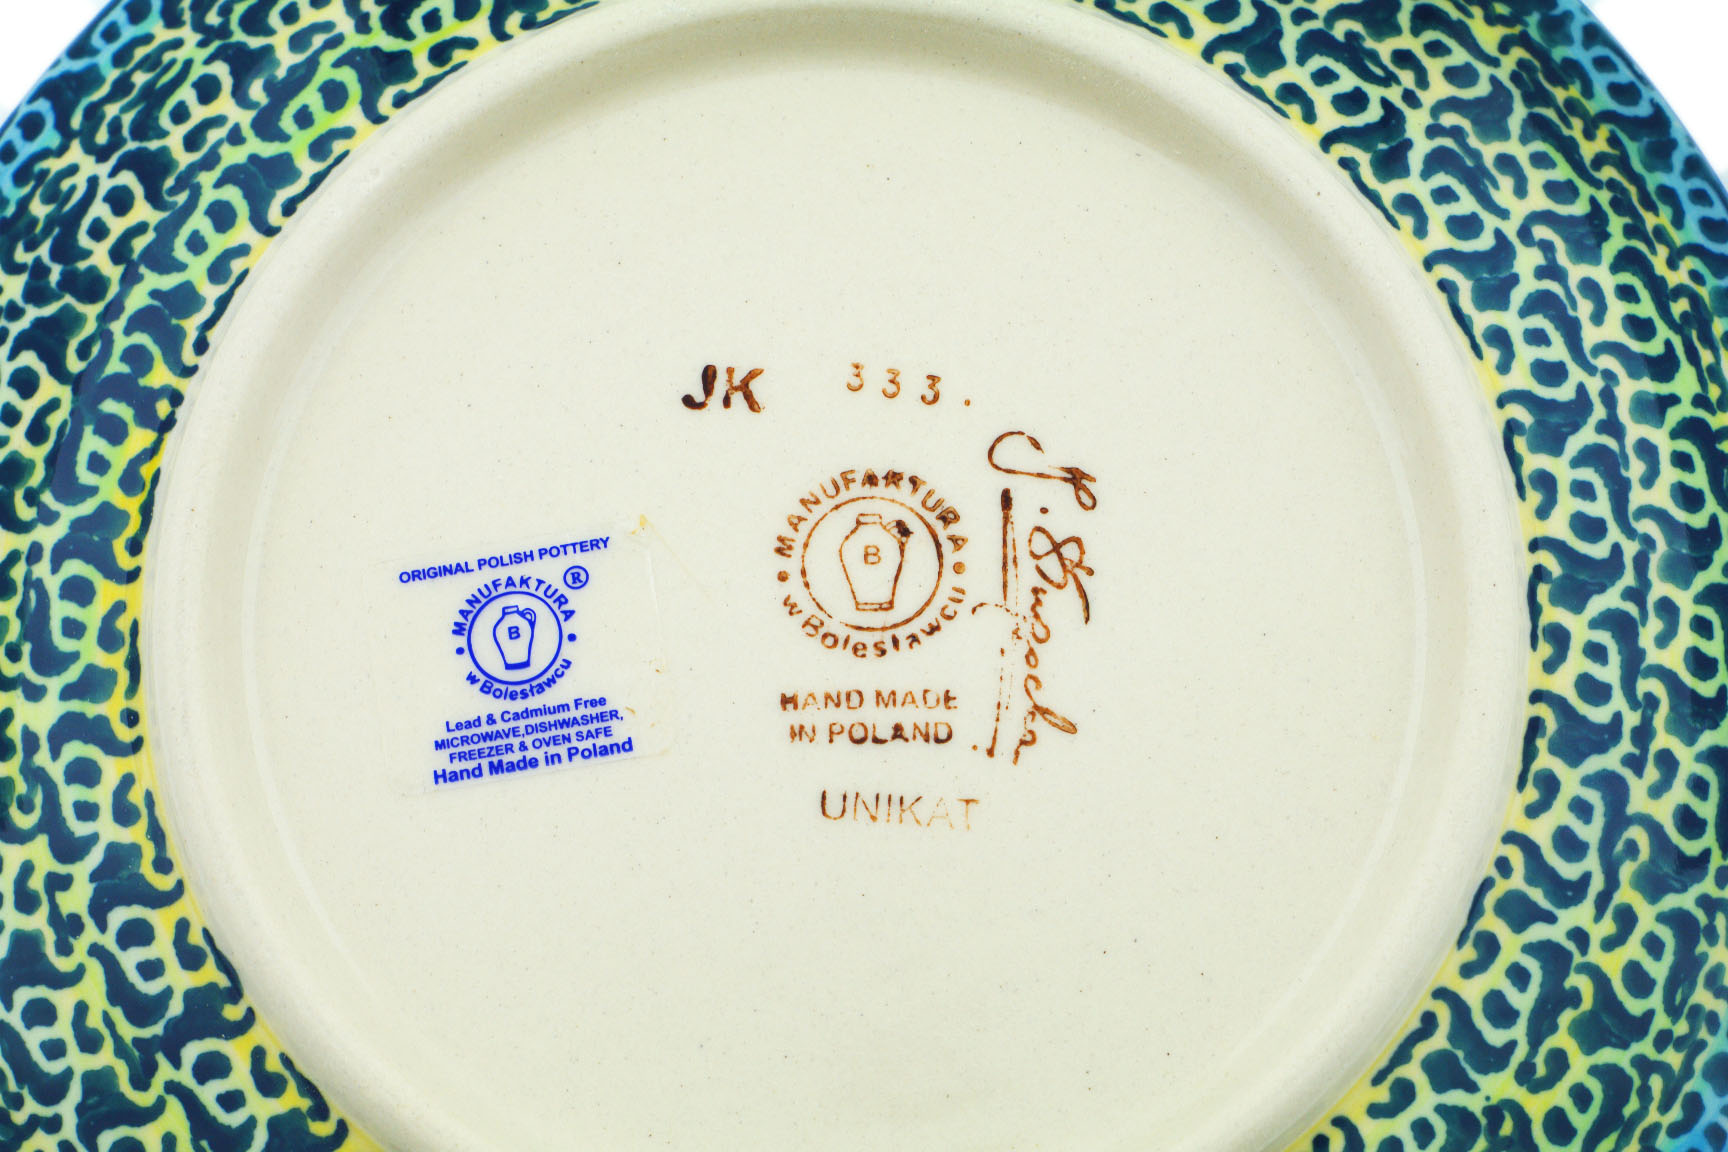 JK 333.
MANUFAKTURA
B
w Bolesławcu
HAND MADE
IN POLAND
UNIKAT
ORIGINAL POLISH POTTERY
MANUFAKTURA ®
B
w Bolesławcu
Lead & Cadmium Free
MICROWAVE,DISHWASHER,
FREEZER & OVEN SAFE
Hand Made in Poland